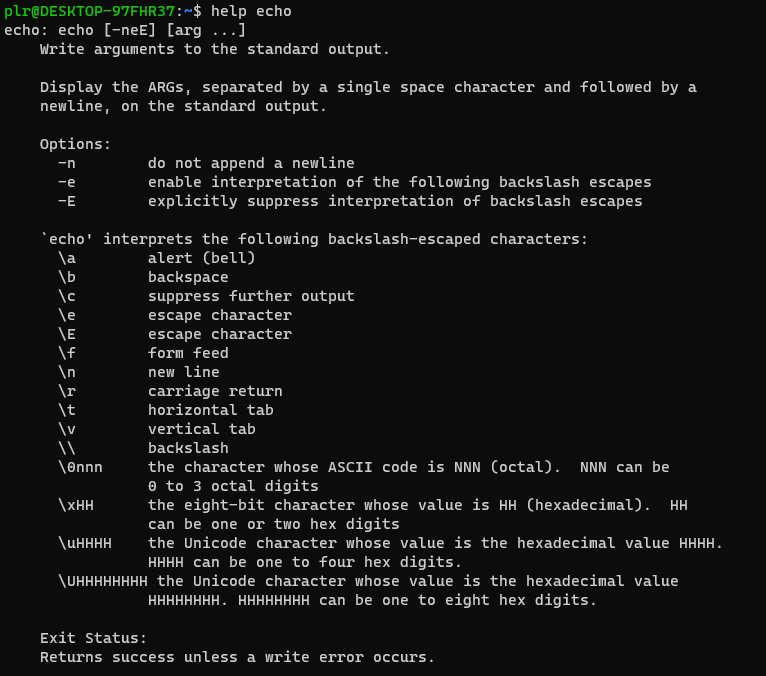 plr@DESKTOP-97FHR37:~$ help echo
echo: echo [-neE] [arg ...]
    Write arguments to the standard output.

    Display the ARGs, separated by a single space character and followed by a
    newline, on the standard output.

    Options:
      -n        do not append a newline
      -e        enable interpretation of the following backslash escapes
      -E        explicitly suppress interpretation of backslash escapes

    `echo' interprets the following backslash-escaped characters:
      \a        alert (bell)
      \b        backspace
      \c        suppress further output
      \e        escape character
      \E        escape character
      \f        form feed
      \n        new line
      \r        carriage return
      \t        horizontal tab
      \v        vertical tab
      \\        backslash
      \0nnn     the character whose ASCII code is NNN (octal).  NNN can be
                0 to 3 octal digits
      \xHH      the eight-bit character whose value is HH (hexadecimal).  HH
                can be one or two hex digits
      \uHHHH    the Unicode character whose value is the hexadecimal value HHHH.
                HHHH can be one to four hex digits.
      \UHHHHHHHH the Unicode character whose value is the hexadecimal value
                HHHHHHHH. HHHHHHHH can be one to eight hex digits.

    Exit Status:
    Returns success unless a write error occurs.